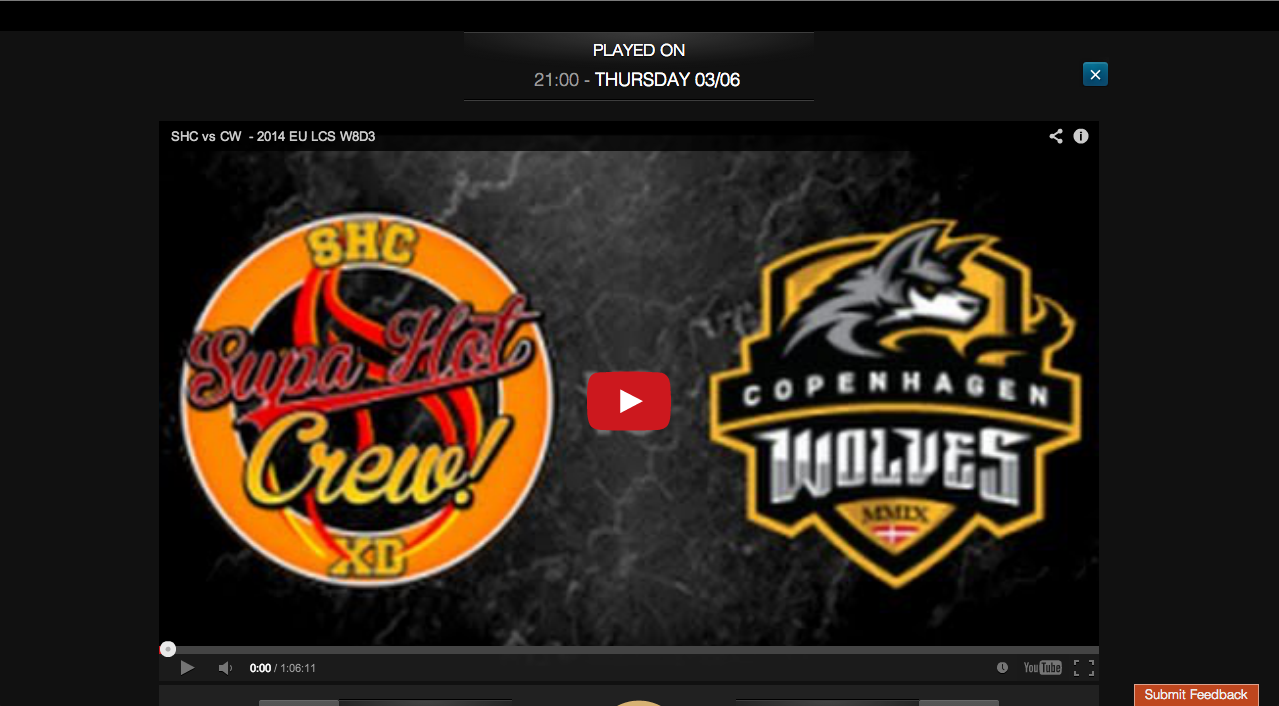 PLAYED ON
21:00 - THURSDAY 03/06
SHC vs CW - 2014 EU LCS W8D3
SHC
Supa Hot
Crew!
XD
COPENHAGEN
WOLVES
MMIX
0:00 / 1:06:11
YouTube
Submit Feedback